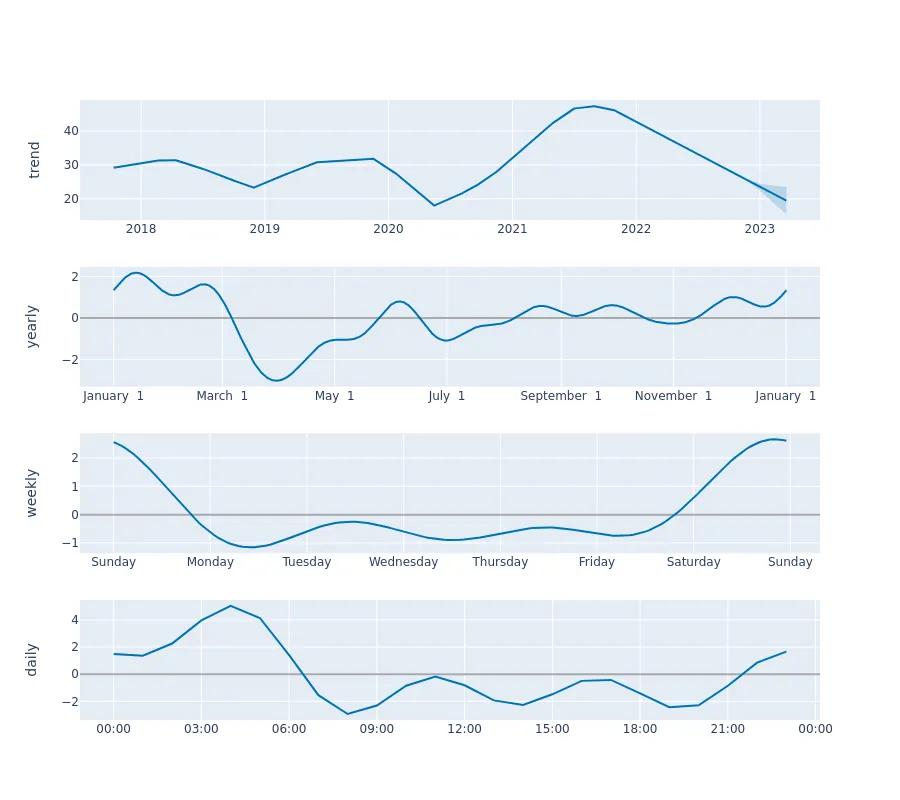 trend
40
30
20
2018 2019 2020 2021 2022 2023
yearly
2
0
−2
January 1 March 1 May 1 July 1 September 1 November 1 January 1
weekly
2
1
0
−1
Sunday Monday Tuesday Wednesday Thursday Friday Saturday Sunday
daily
4
2
0
−2
00:00 03:00 06:00 09:00 12:00 15:00 18:00 21:00 00:00